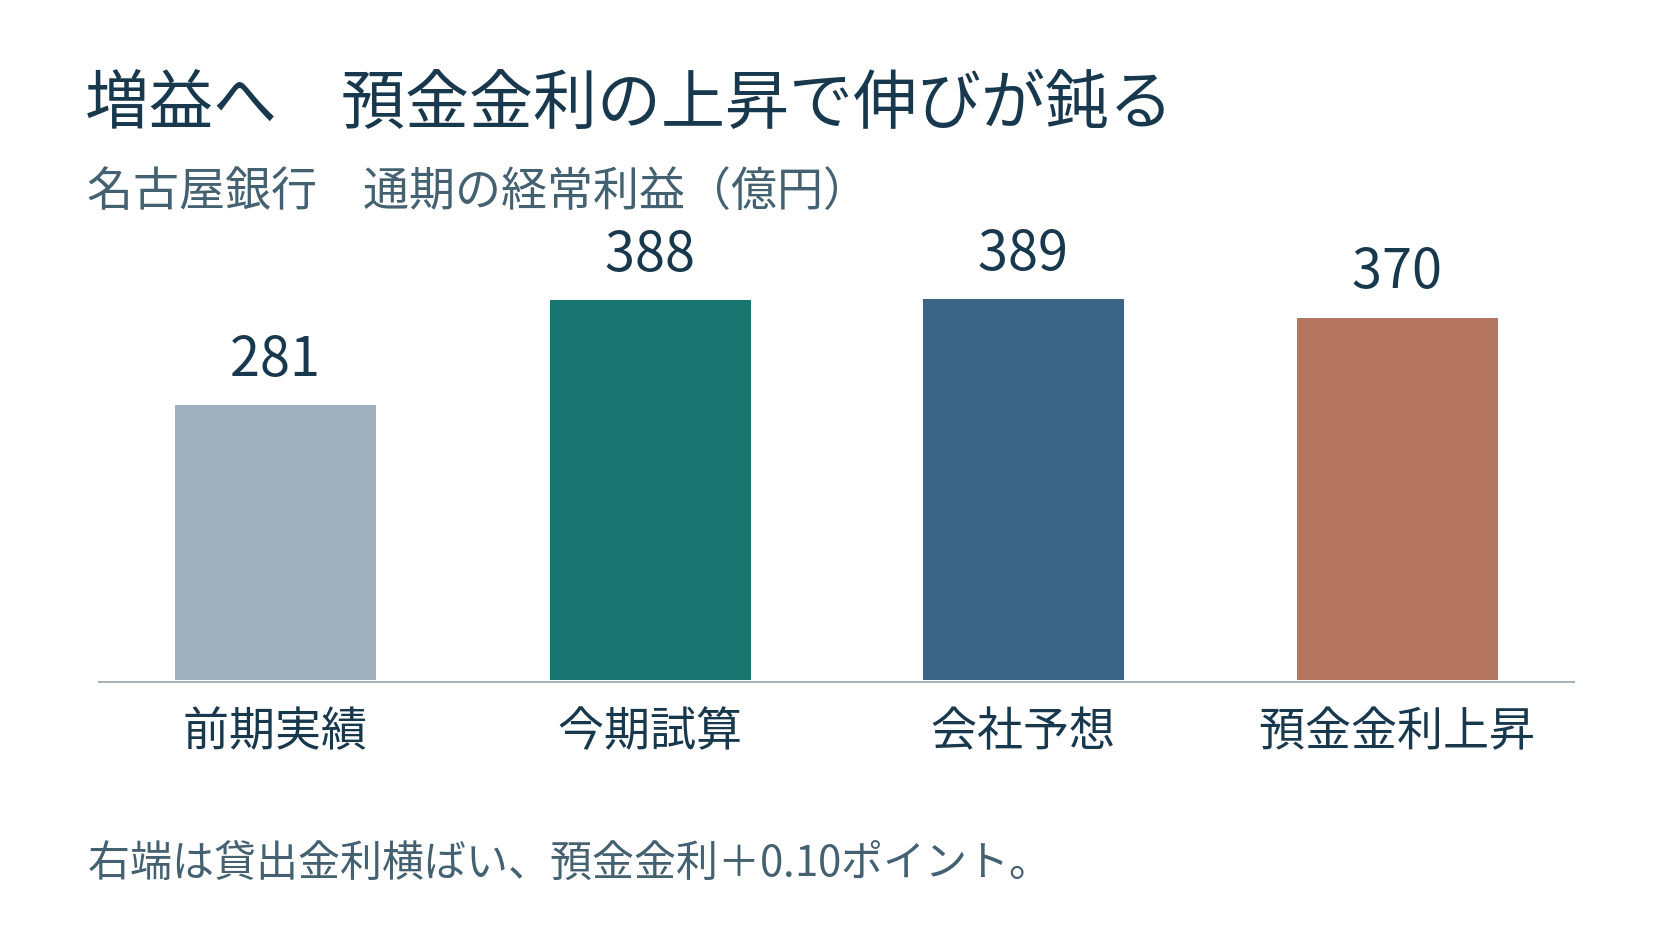 増益へ　預金金利の上昇で伸びが鈍る
名古屋銀行　通期の経常利益（億円）
281
388
389
370
前期実績
今期試算
会社予想
預金金利上昇
右端は貸出金利横ばい、預金金利＋0.10ポイント。